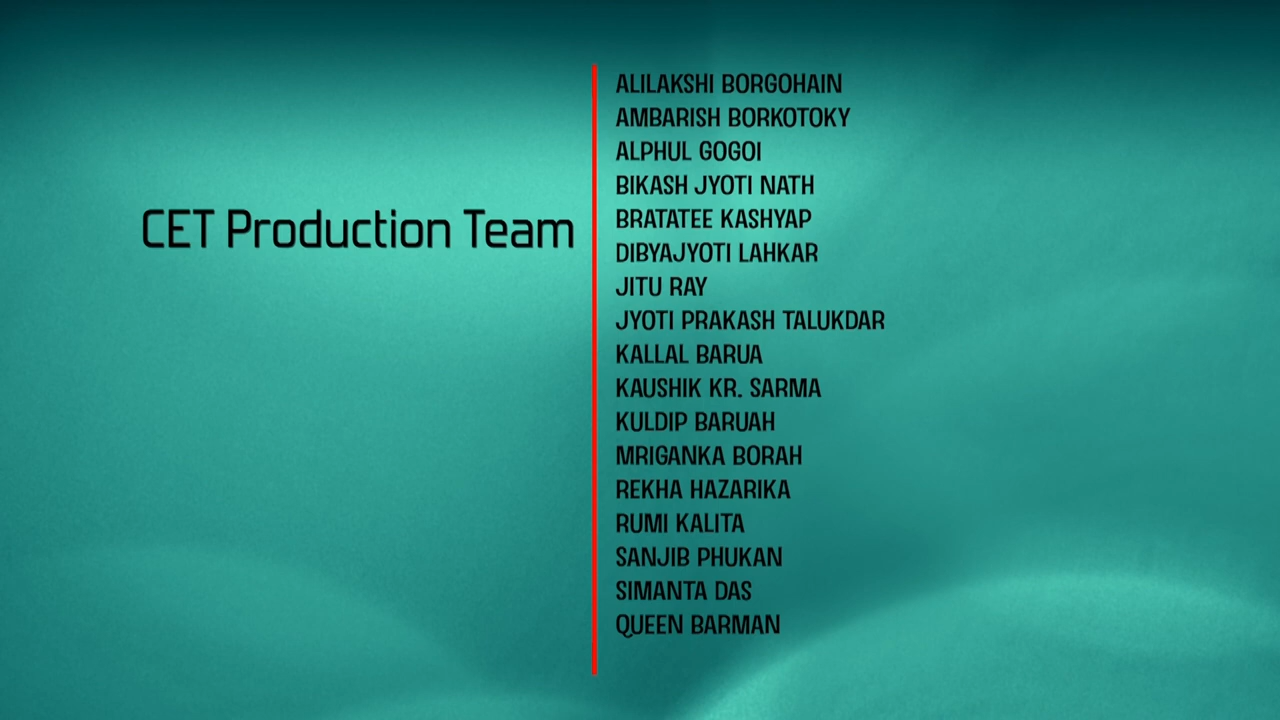 CET Production Team
ALILAKSHI BORGOHAIN
AMBARISH BORKOTOKY
ALPHUL GOGOI
BIKASH JYOTI NATH
BRATATEE KASHYAP
DIBYAJYOTI LAHKAR
JITU RAY
JYOTI PRAKASH TALUKDAR
KALLAL BARUA
KAUSHIK KR. SARMA
KULDIP BARUAH
MRIGANKA BORAH
REKHA HAZARIKA
RUMI KALITA
SANJIB PHUKAN
SIMANTA DAS
QUEEN BARMAN